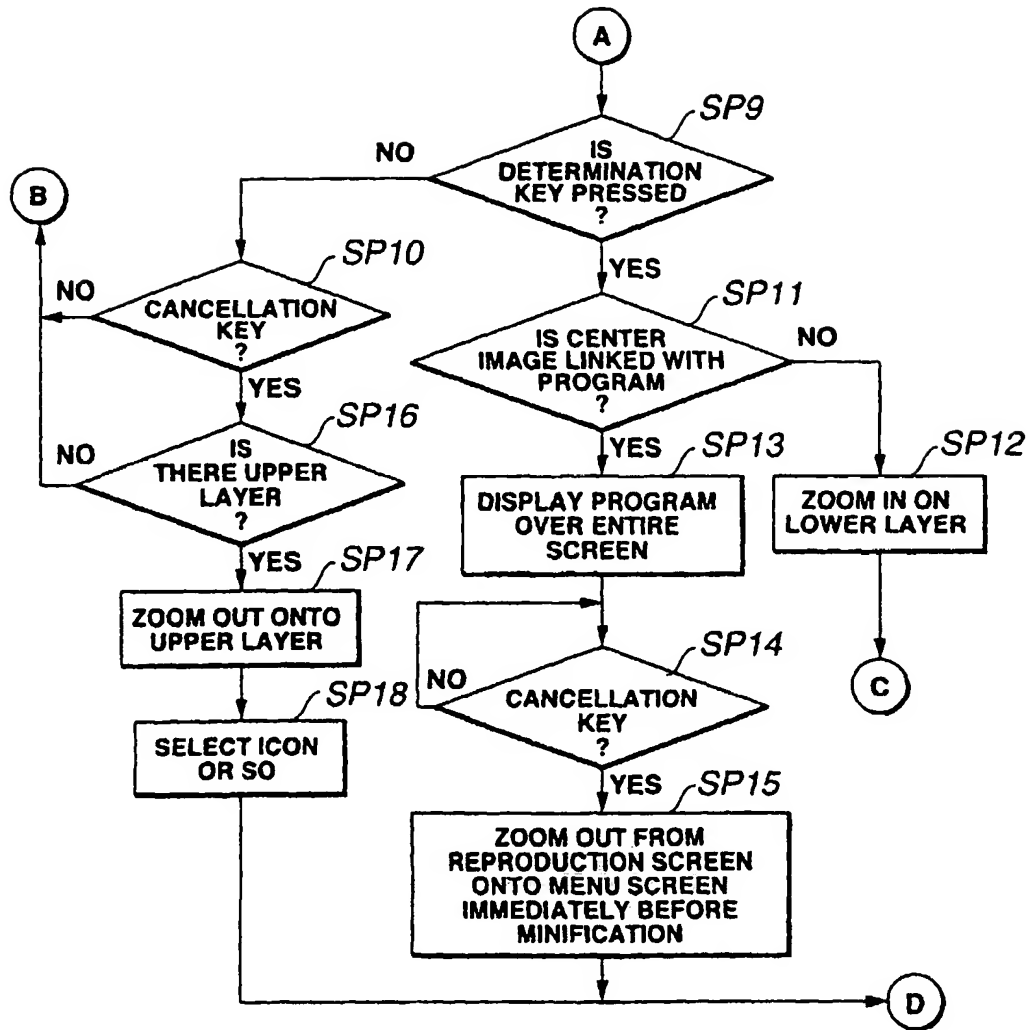 A
SP9
NO
IS
DETERMINATION
KEY PRESSED
?
B
YES
SP10
SP11
NO
CANCELLATION
KEY
?
IS CENTER
IMAGE LINKED WITH
PROGRAM
?
NO
YES
SP16
YES
SP13
SP12
NO
IS
THERE UPPER
LAYER
?
DISPLAY PROGRAM
OVER ENTIRE
SCREEN
ZOOM IN ON
LOWER LAYER
YES
SP17
ZOOM OUT ONTO
UPPER LAYER
SP14
NO
CANCELLATION
KEY
?
C
SP18
SELECT ICON
OR SO
YES
SP15
ZOOM OUT FROM
REPRODUCTION SCREEN
ONTO MENU SCREEN
IMMEDIATELY BEFORE
MINIFICATION
D